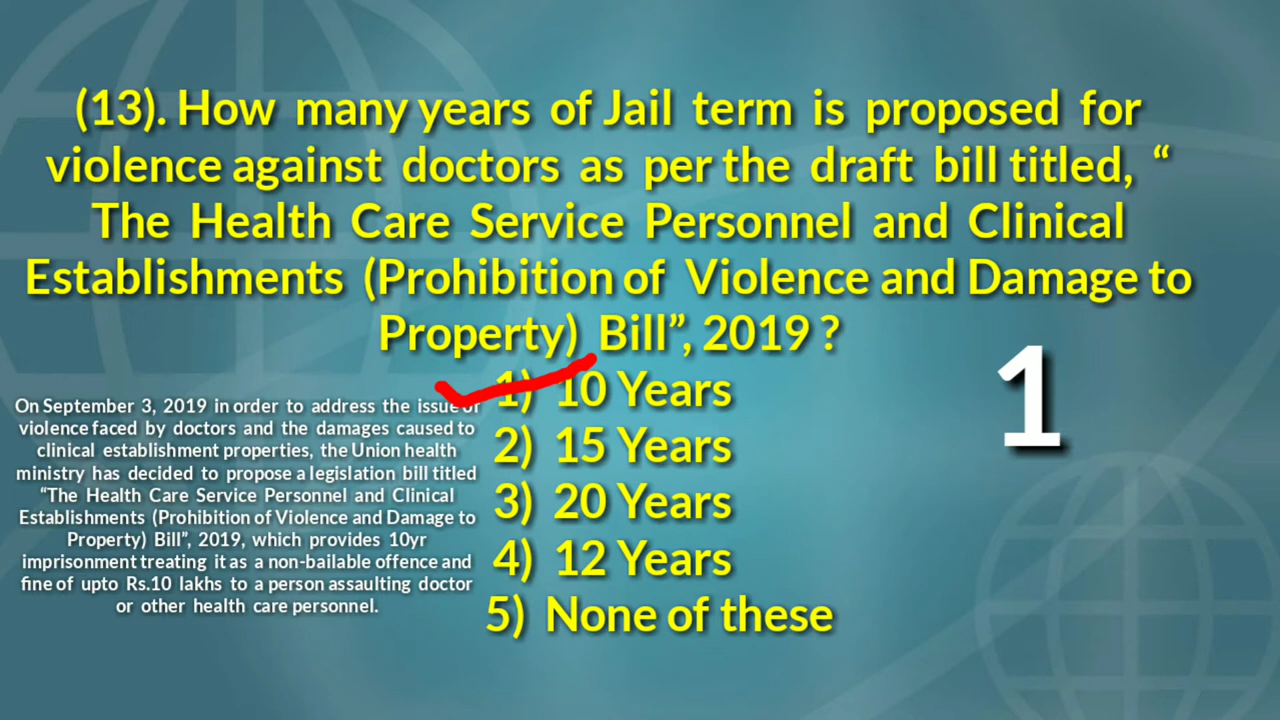 (13). How many years of Jail term is proposed for
violence against doctors as per the draft bill titled, “
The Health Care Service Personnel and Clinical
Establishments (Prohibition of Violence and Damage to
Property) Bill”, 2019 ?
1) 10 Years
2) 15 Years
3) 20 Years
4) 12 Years
5) None of these
On September 3, 2019 in order to address the issue of
violence faced by doctors and the damages caused to
clinical establishment properties, the Union health
ministry has decided to propose a legislation bill titled
“The Health Care Service Personnel and Clinical
Establishments (Prohibition of Violence and Damage to
Property) Bill”, 2019, which provides 10yr
imprisonment treating it as a non-bailable offence and
fine of upto Rs.10 lakhs to a person assaulting doctor
or other health care personnel.
1